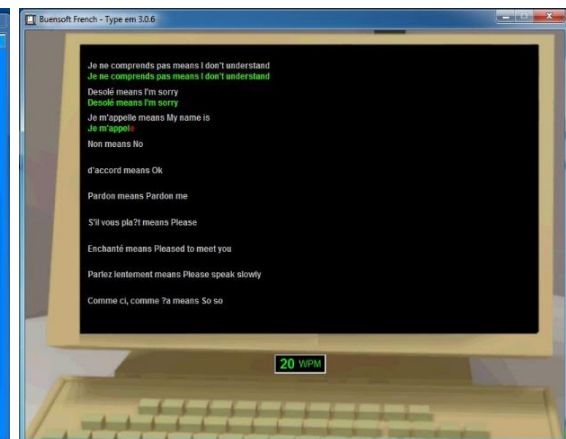 Buensoft French - Type em 3.0.6
Je ne comprends pas means I don't understand
Je ne comprends pas means I don't understand
Desolé means I'm sorry
Desolé means I'm sorry
Je m'appelle means My name is
Je m'appele
Non means No
d'accord means Ok
Pardon means Pardon me
S'il vous pla?t means Please
Enchanté means Pleased to meet you
Parlez lentement means Please speak slowly
Comme ci, comme ?a means So so
20 WPM